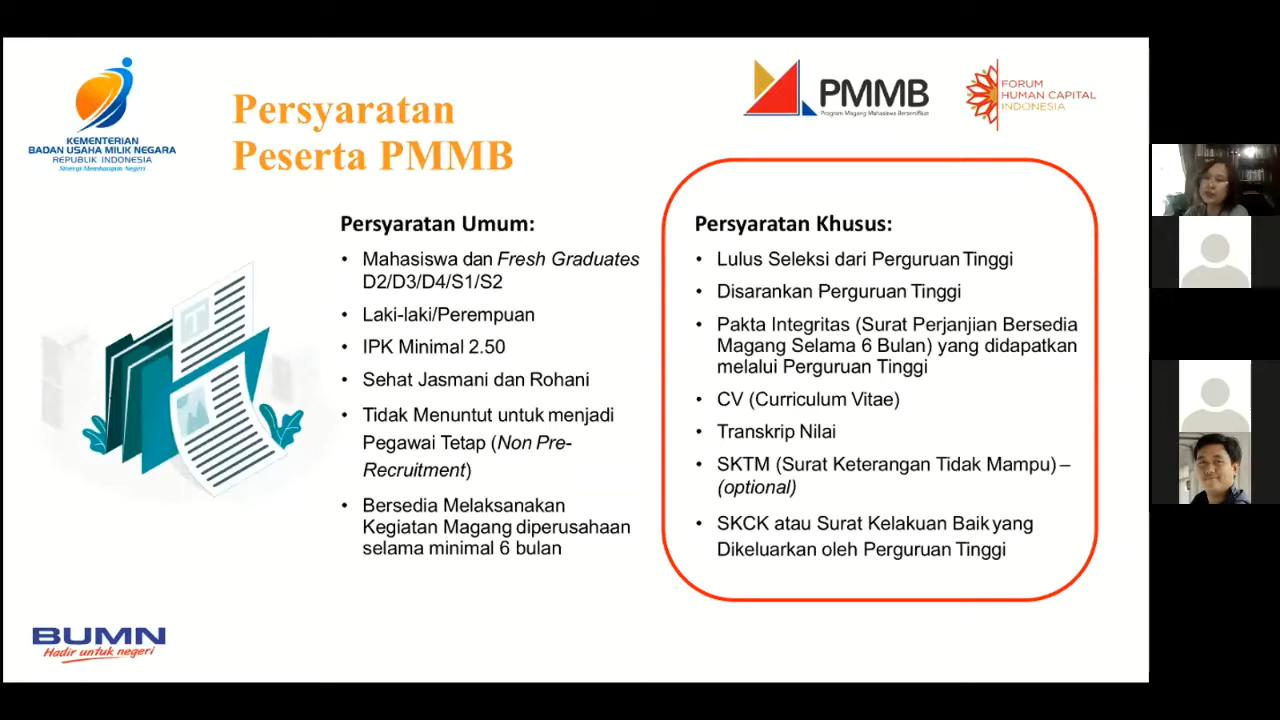 KEMENTERIAN
BADAN USAHA MILIK NEGARA
REPUBLIK INDONESIA
Sinergi Membangun Negeri
Persyaratan
Peserta PMMB
PMMB
Program Magang Mahasiswa Bersertifikat
FORUM
HUMAN CAPITAL
INDONESIA
Persyaratan Umum:
• Mahasiswa dan Fresh Graduates
D2/D3/D4/S1/S2
• Laki-laki/Perempuan
• IPK Minimal 2.50
• Sehat Jasmani dan Rohani
• Tidak Menuntut untuk menjadi
Pegawai Tetap (Non Pre-
Recruitment)
• Bersedia Melaksanakan
Kegiatan Magang diperusahaan
selama minimal 6 bulan
Persyaratan Khusus:
• Lulus Seleksi dari Perguruan Tinggi
• Disarankan Perguruan Tinggi
• Pakta Integritas (Surat Perjanjian Bersedia
Magang Selama 6 Bulan) yang didapatkan
melalui Perguruan Tinggi
• CV (Curriculum Vitae)
• Transkrip Nilai
• SKTM (Surat Keterangan Tidak Mampu) –
(optional)
• SKCK atau Surat Kelakuan Baik yang
Dikeluarkan oleh Perguruan Tinggi
BUMN
Hadir untuk negeri